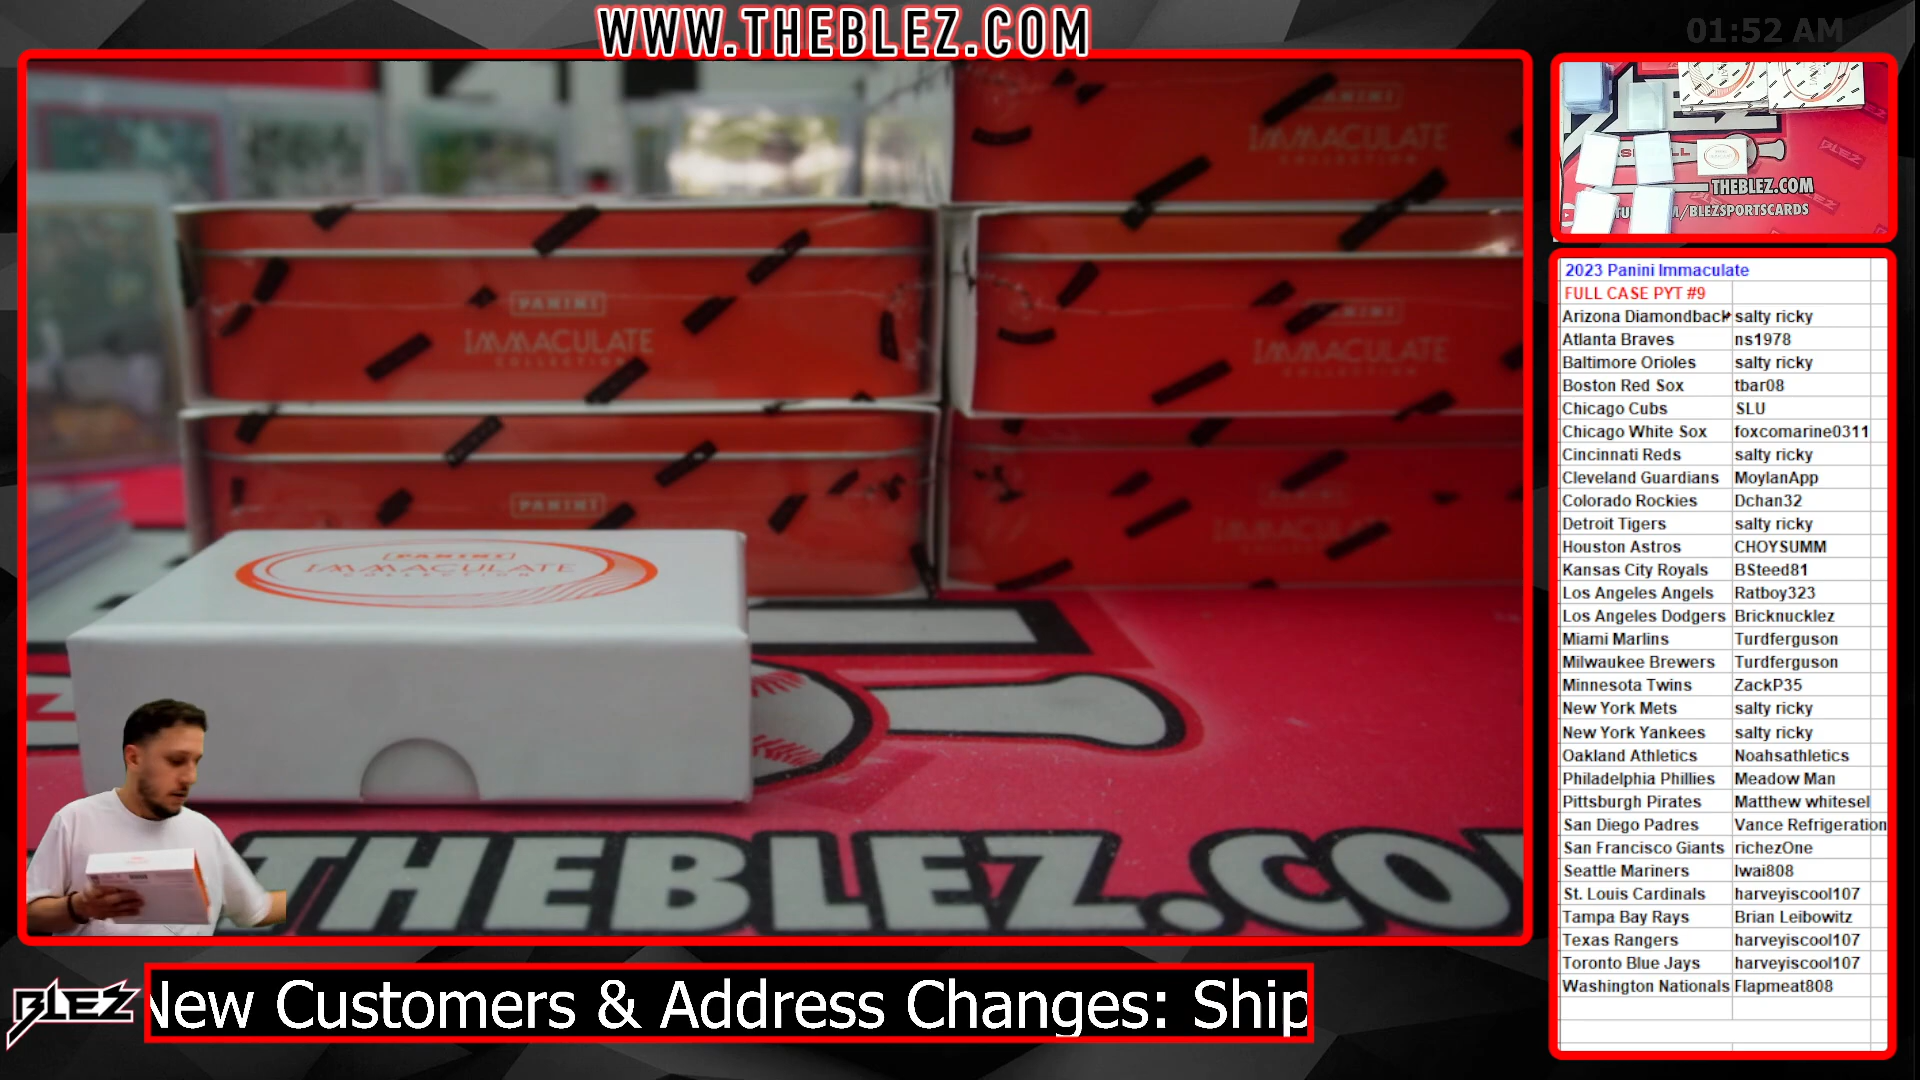 WWW.THEBLEZ.COM
01:52 AM
PANINI
IMMACULATE
COLLECTION
PANINI
IMMACULATE
COLLECTION
PANINI
IMMACULATE
COLLECTION
PANINI
PANINI
IMMACULATE
COLLECTION
THEBLEZ.CO
THEBLEZ.COM
/BLEZSPORTSCARDS
2023 Panini Immaculate
FULL CASE PYT #9
Arizona Diamondback salty ricky
Atlanta Braves ns1978
Baltimore Orioles salty ricky
Boston Red Sox tbar08
Chicago Cubs SLU
Chicago White Sox foxcomarine0311
Cincinnati Reds salty ricky
Cleveland Guardians MoylanApp
Colorado Rockies Dchan32
Detroit Tigers salty ricky
Houston Astros CHOYSUMM
Kansas City Royals BSteed81
Los Angeles Angels Ratboy323
Los Angeles Dodgers Bricknucklez
Miami Marlins Turdferguson
Milwaukee Brewers Turdferguson
Minnesota Twins ZackP35
New York Mets salty ricky
New York Yankees salty ricky
Oakland Athletics Noahsathletics
Philadelphia Phillies Meadow Man
Pittsburgh Pirates Matthew whitesel
San Diego Padres Vance Refrigeration
San Francisco Giants richezOne
Seattle Mariners lwai808
St. Louis Cardinals harveyiscool107
Tampa Bay Rays Brian Leibowitz
Texas Rangers harveyiscool107
Toronto Blue Jays harveyiscool107
Washington Nationals Flapmeat808
BLEZ
New Customers & Address Changes: Ship